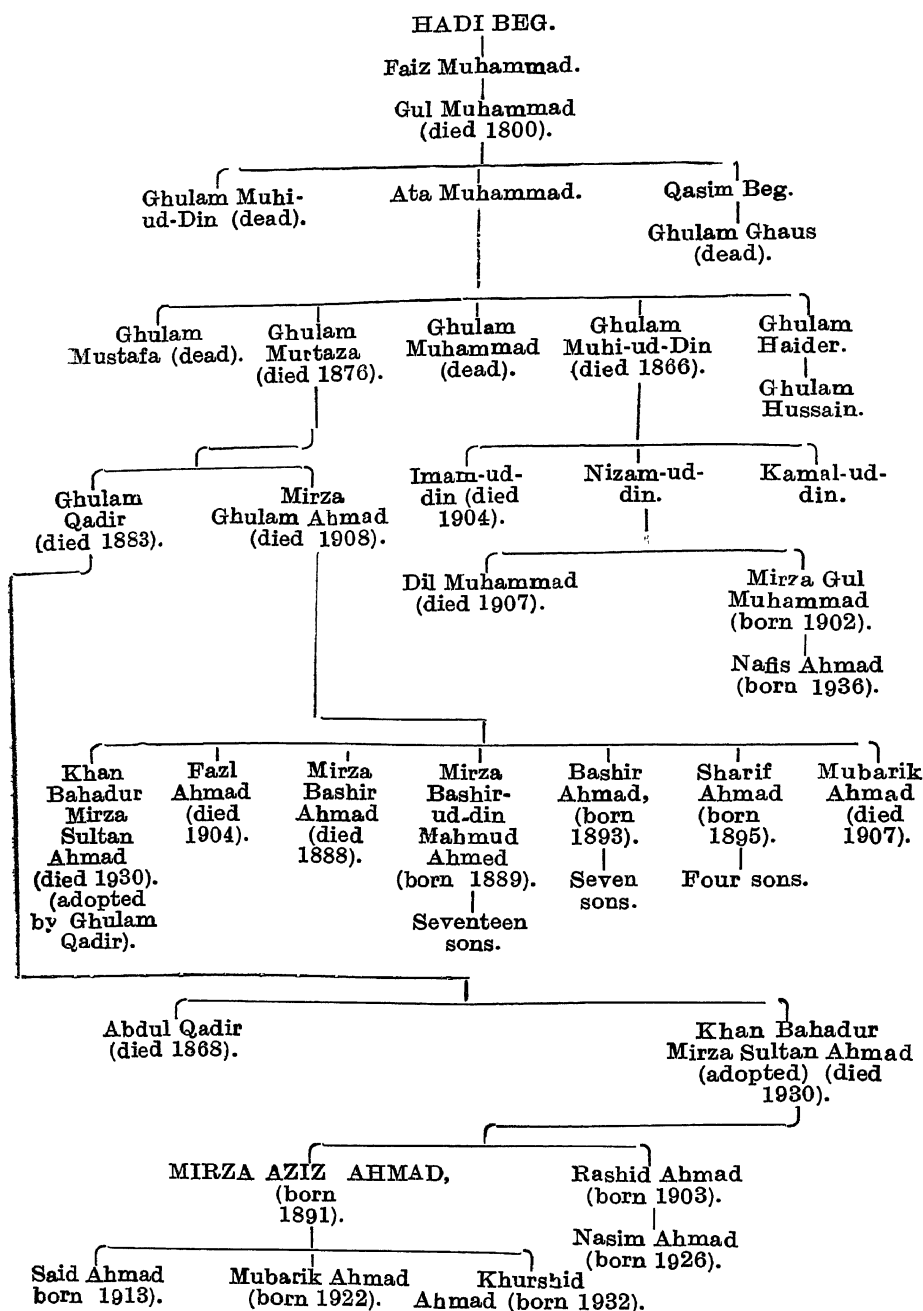 HADI BEG.
Faiz Muhammad.
Gul Muhammad
(died 1800).
Ghulam Muhi-
ud-Din (dead).
Ata Muhammad.
Qasim Beg.
Ghulam Ghaus
(dead).
Ghulam
Mustafa (dead).
Ghulam
Murtaza
(died 1876).
Ghulam
Muhammad
(dead).
Ghulam
Muhi-ud-Din
(died 1866).
Ghulam
Haider.
Ghulam
Hussain.
Ghulam
Qadir
(died 1883).
Mirza
Ghulam Ahmad
(died 1908).
Imam-ud-
din (died
1904).
Nizam-ud-
din.
Kamal-ud-
din.
Dil Muhammad
(died 1907).
Mirza Gul
Muhammad
(born 1902).
Nafis Ahmad
(born 1936).
Khan
Bahadur
Mirza
Sultan
Ahmad
(died 1930).
(adopted
by Ghulam
Qadir).
Fazl
Ahmad
(died
1904).
Mirza
Bashir
Ahmad
(died
1888).
Mirza
Bashir-
ud-din
Mahmud
Ahmed
(born 1889).
Seventeen
sons.
Bashir
Ahmad,
(born
1893).
Seven
sons.
Sharif
Ahmad
(born
1895).
Four sons.
Mubarik
Ahmad
(died
1907).
Abdul Qadir
(died 1868).
Khan Bahadur
Mirza Sultan Ahmad
(adopted) (died
1930).
MIRZA AZIZ AHMAD,
(born
1891).
Rashid Ahmad
(born 1903).
Nasim Ahmad
(born 1926).
Said Ahmad
born 1913).
Mubarik Ahmad
(born 1922).
Khurshid
Ahmad (born 1932).